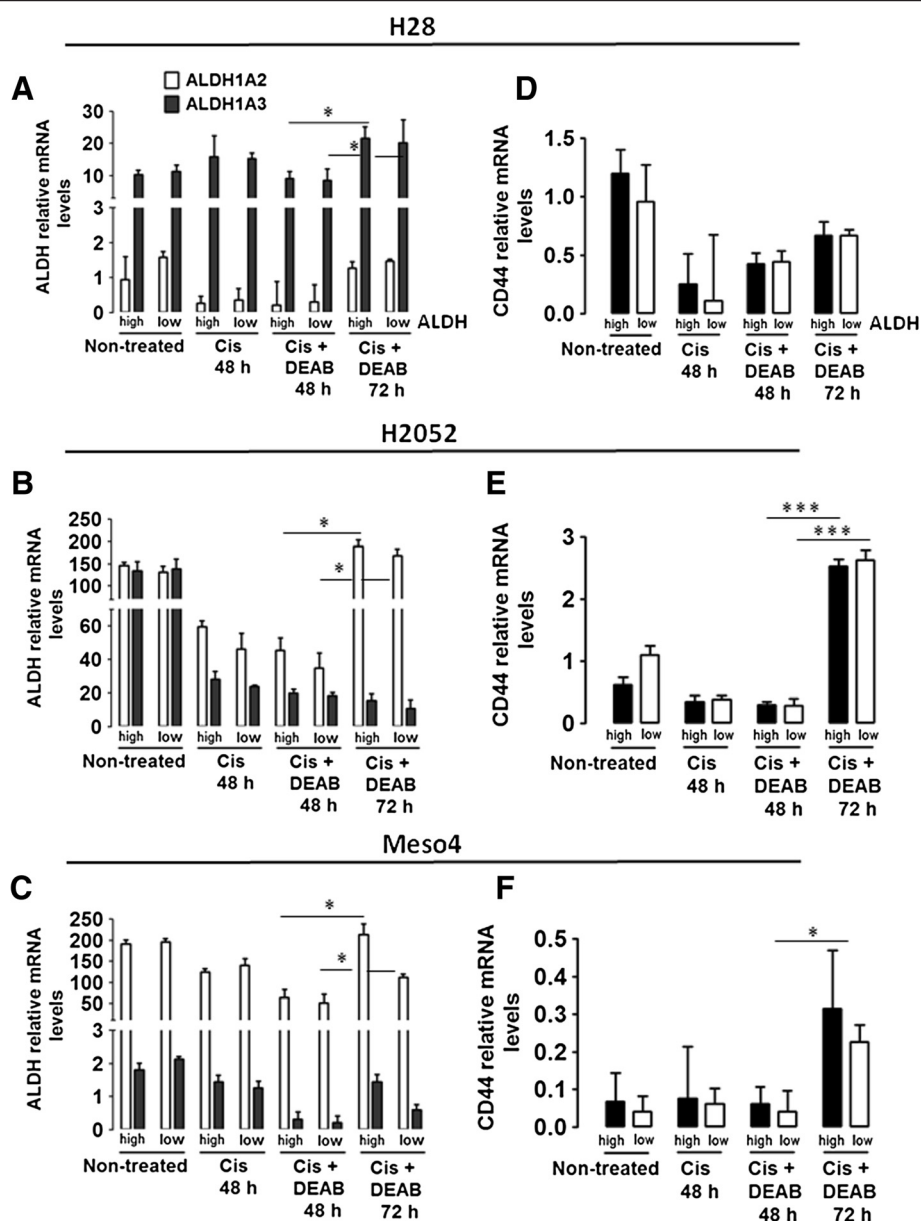 H28
A
ALDH1A2
ALDH1A3
ALDH relative mRNA
levels
30
20
10
3
2
1
0
*
*
high low high low high low high low ALDH
Non-treated Cis Cis + Cis +
48 h DEAB DEAB
48 h 72 h
D
CD44 relative mRNA
levels
1.5
1.0
0.5
0.0
high low high low high low high low ALDH
Non-treated Cis Cis + Cis +
48 h DEAB DEAB
48 h 72 h
H2052
B
ALDH relative mRNA
levels
250
200
150
100
60
40
20
0
*
*
high low high low high low high low
Non-treated Cis Cis + Cis +
48 h DEAB DEAB
48 h 72 h
E
CD44 relative mRNA
levels
3
2
1
0
***
***
high low high low high low high low
Non-treated Cis Cis + Cis +
48 h DEAB DEAB
48 h 72 h
Meso4
C
ALDH relative mRNA
levels
250
200
150
100
50
3
2
1
0
*
*
high low high low high low high low
Non-treated Cis Cis + Cis +
48 h DEAB DEAB
48 h 72 h
F
CD44 relative mRNA
levels
0.5
0.4
0.3
0.2
0.1
0.0
*
high low high low high low high low
Non-treated Cis Cis + Cis +
48 h DEAB DEAB
48 h 72 h